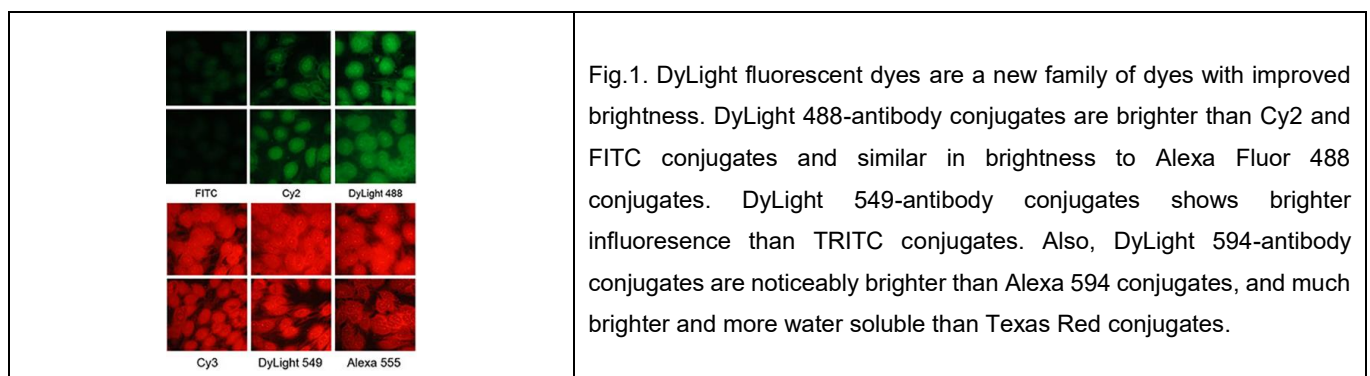 FITC Cy2 DyLight 488
Cy3 DyLight 549 Alexa 555
Fig.1. DyLight fluorescent dyes are a new family of dyes with improved
brightness. DyLight 488-antibody conjugates are brighter than Cy2 and
FITC conjugates and similar in brightness to Alexa Fluor 488
conjugates. DyLight 549-antibody conjugates shows brighter
influoresence than TRITC conjugates. Also, DyLight 594-antibody
conjugates are noticeably brighter than Alexa 594 conjugates, and much
brighter and more water soluble than Texas Red conjugates.